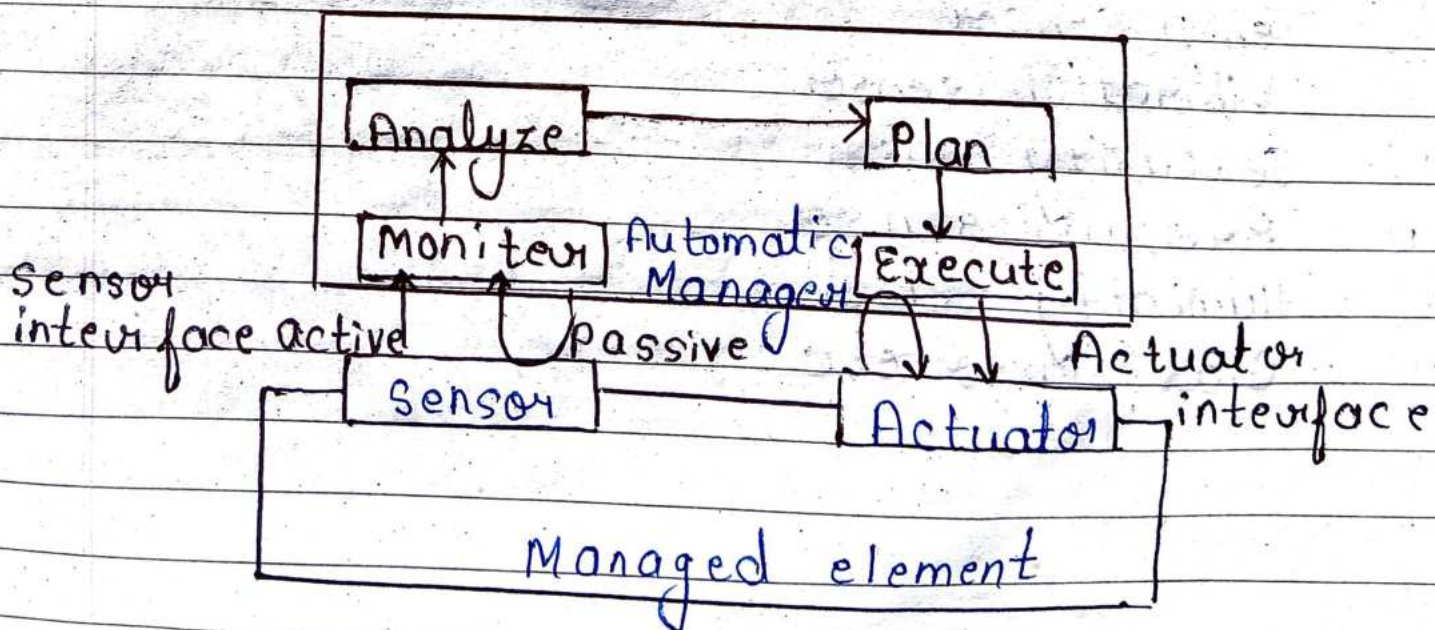 Analyze
Plan
Moniter
Automatic
Manager
Execute
Sensor
interface active
Passive
Actuator
interface
Sensor
Actuator
Managed element